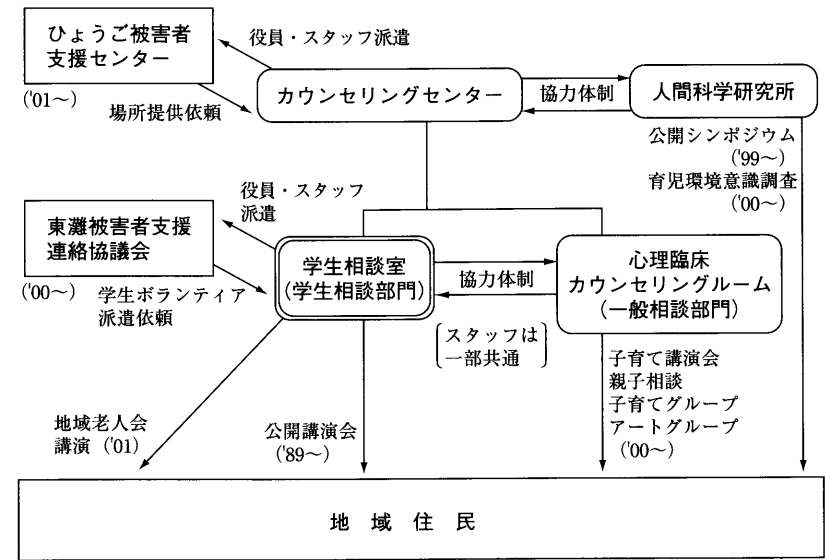 ひょうご被害者
支援センター
('01～)
役員・スタッフ派遣
場所提供依頼
カウンセリングセンター
協力体制
人間科学研究所
公開シンポジウム
('99～)
育児環境意識調査
('00～)
東灘被害者支援
連絡協議会
('00～)
役員・スタッフ
派遣
学生ボランティア
派遣依頼
学生相談室
(学生相談部門)
協力体制
スタッフは
一部共通
心理臨床
カウンセリングルーム
(一般相談部門)
地域老人会
講演 ('01)
公開講演会
('89～)
子育て講演会
親子相談
子育てグループ
アートグループ
('00～)
地域住民